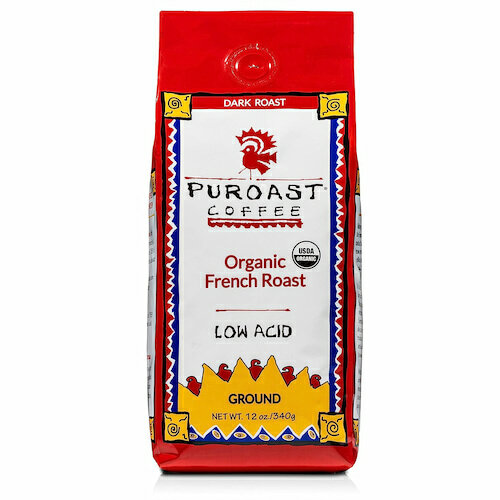 DARK ROAST
PUROAST®
COFFEE
USDA
ORGANIC
Organic
French Roast
LOW ACID
GROUND
NET WT. 12 oz./340g